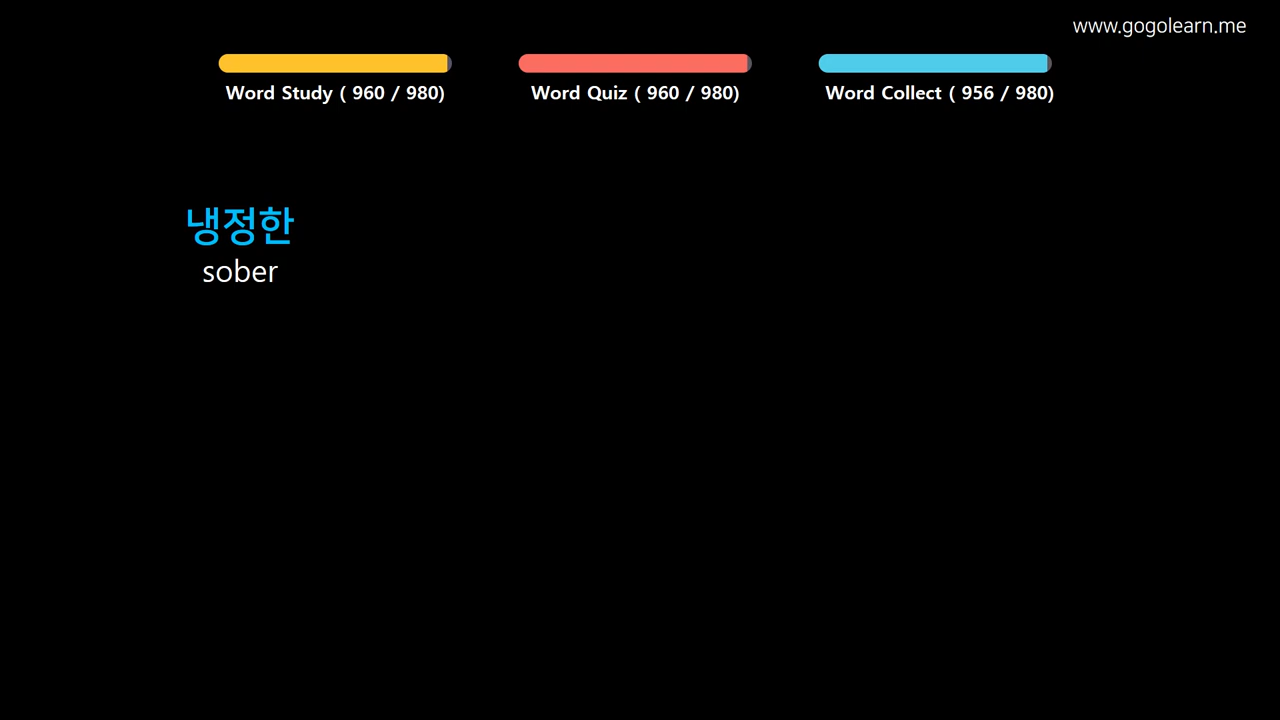 www.gogolearn.me
Word Study ( 960 / 980)
Word Quiz ( 960 / 980)
Word Collect ( 956 / 980)
냉정한
sober